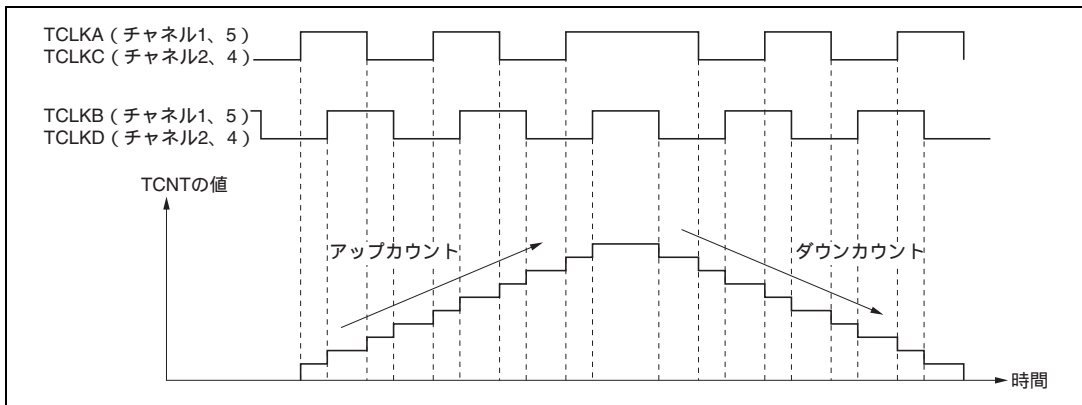 TCLKA(チャネル1、5)
TCLKC(チャネル2、4)
TCLKB(チャネル1、5)
TCLKD(チャネル2、4)
TCNTの値
アップカウント
ダウンカウント
時間